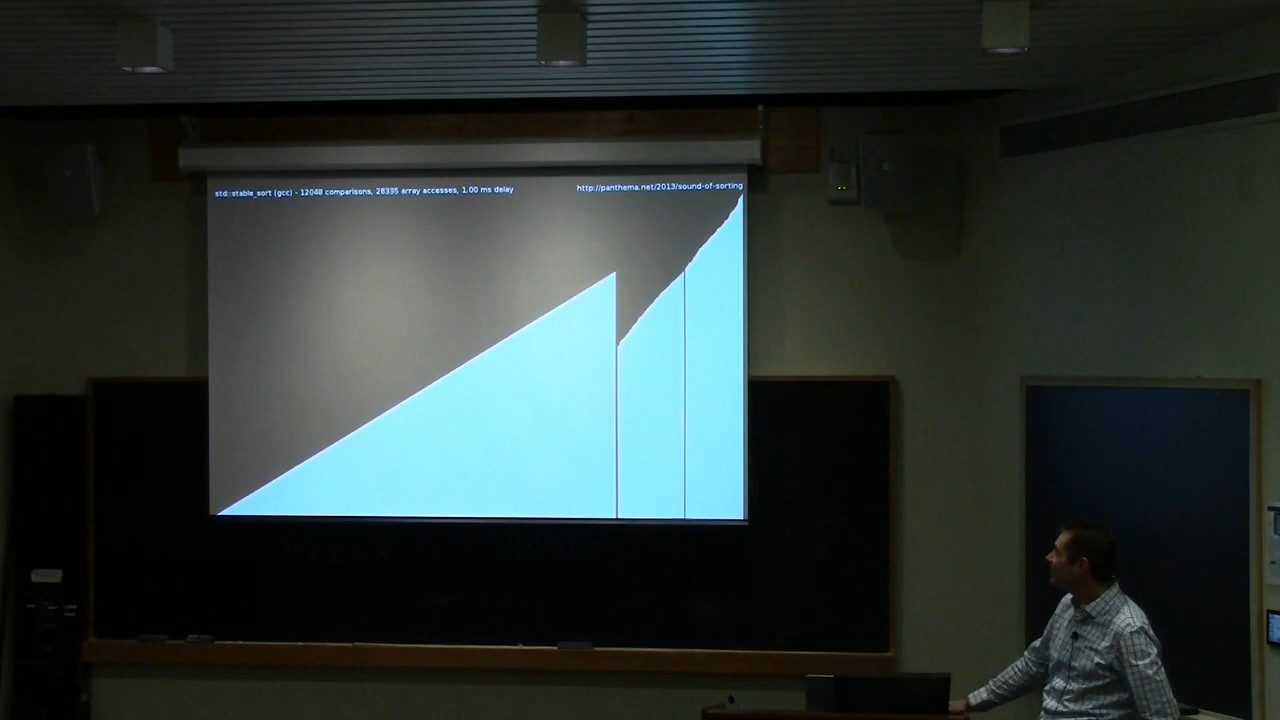 std::stable_sort (gcc) - 12048 comparisons, 28335 array accesses, 1.00 ms delay
http://panthema.net/2013/sound-of-sorting